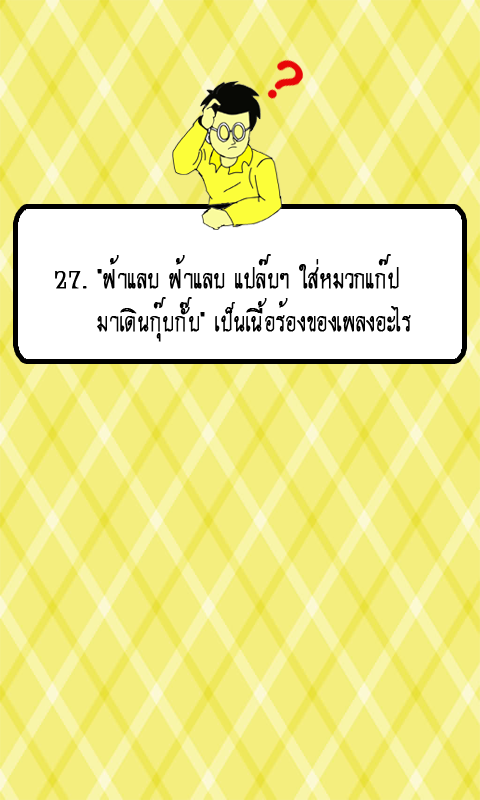 ?
27. "ฟ้าแลบ ฟ้าแลบ แปล๊บๆ ใส่หมวกแก๊ป
มาเดินกุ๊บกั๊บ" เป็นเนื้อร้องของเพลงอะไร